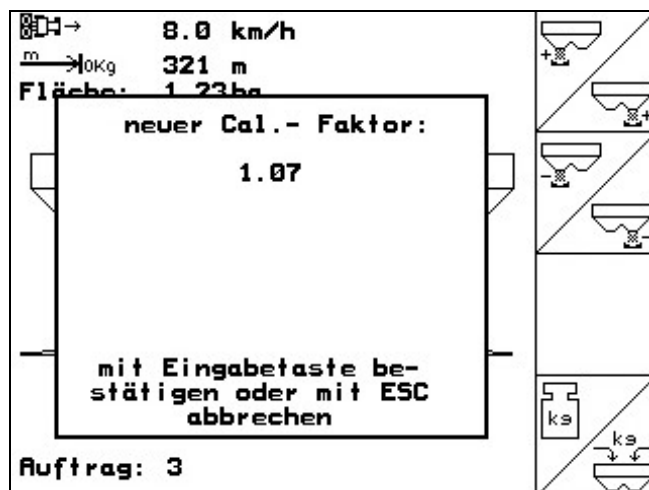 8.0 km/h
m
0Kg
321 m
Fläche: 1.23ha
neuer Cal.- Faktor:
1.07
mit Eingabetaste be-
stätigen oder mit ESC
abbrechen
Auftrag: 3
+
+
-
-
kg
kg